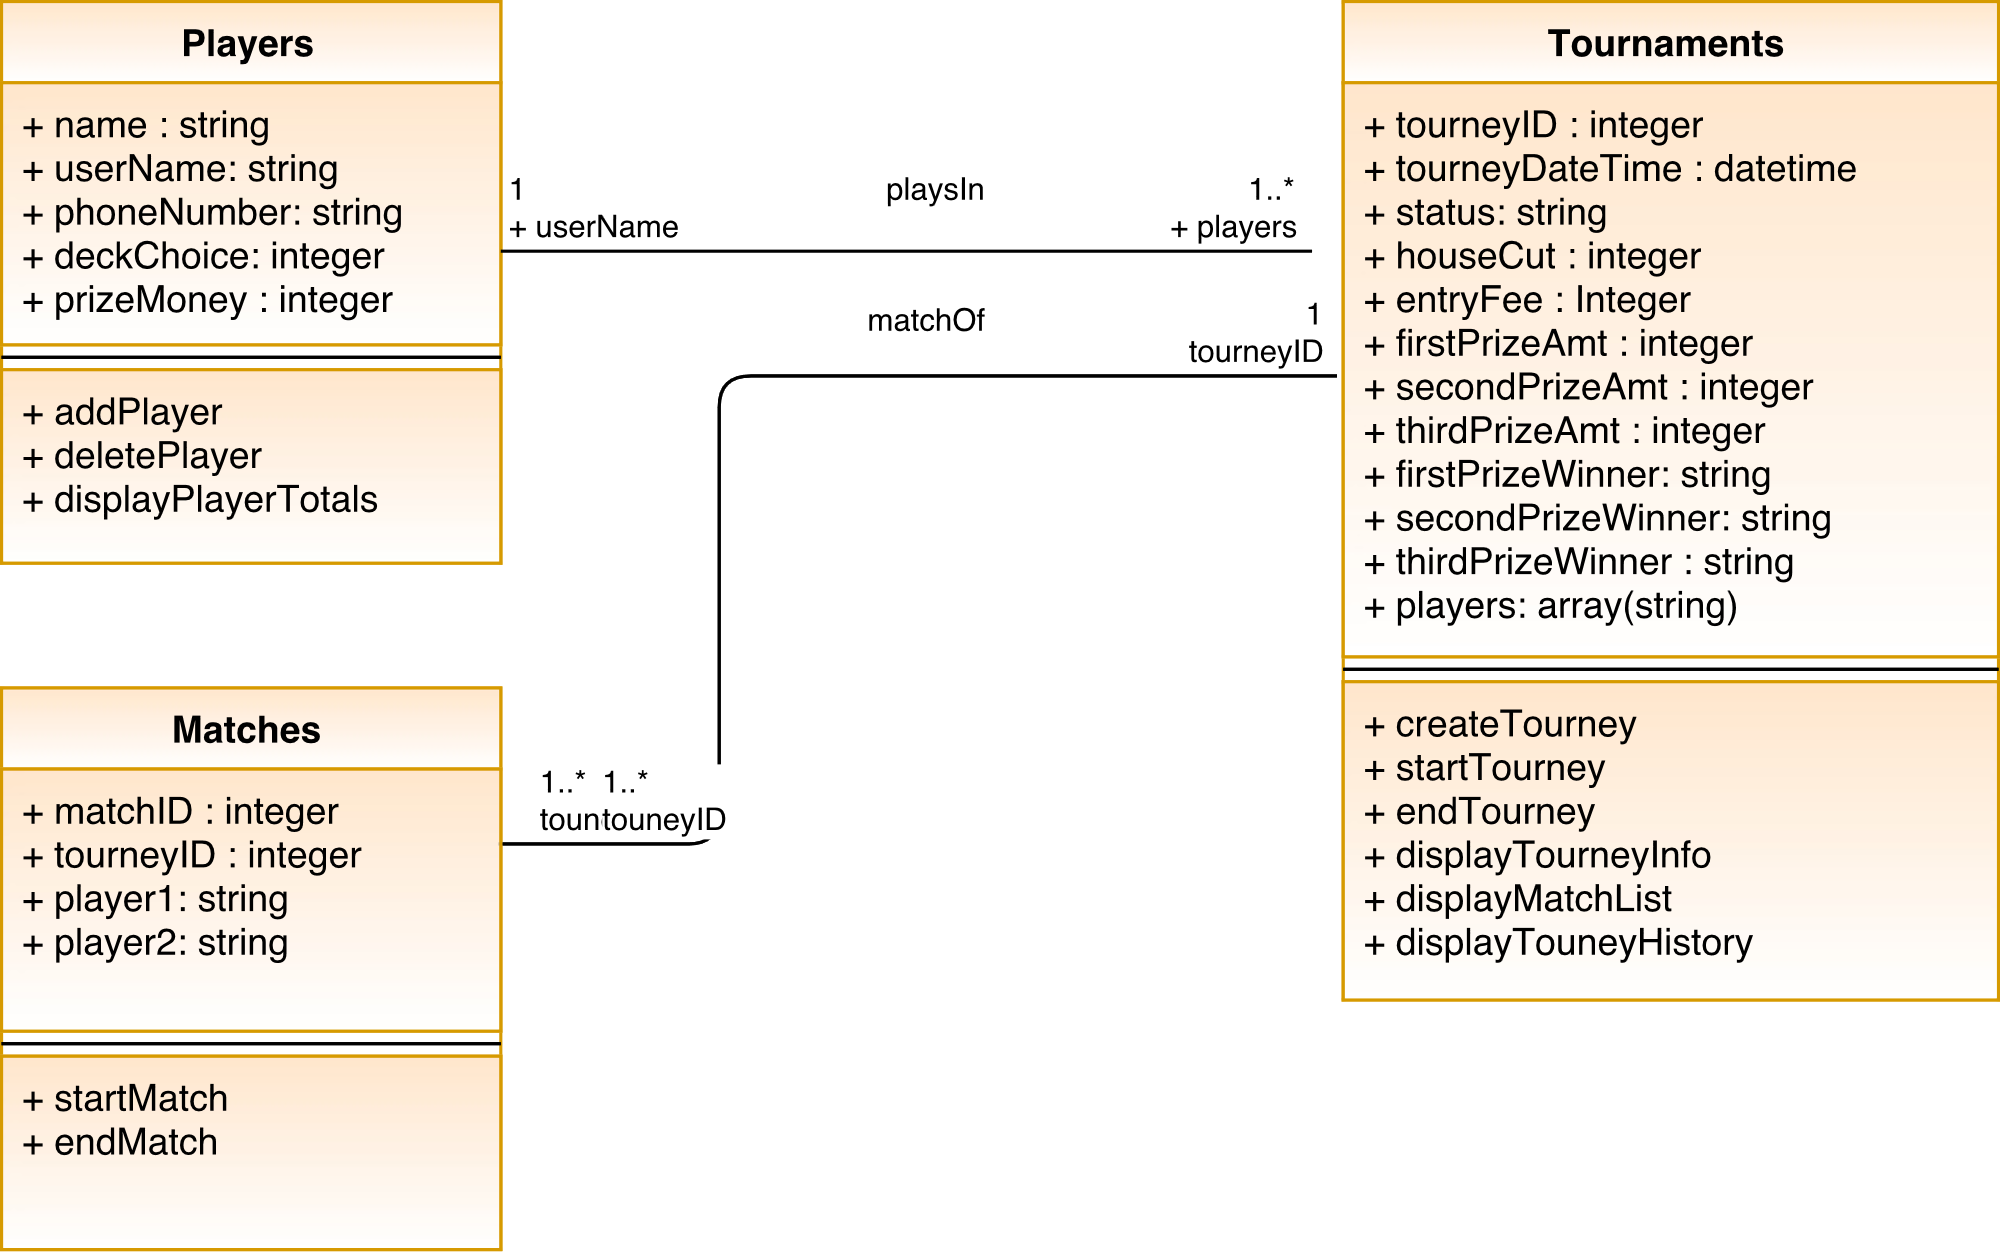 Players
+ name : string
+ userName: string
+ phoneNumber: string
+ deckChoice: integer
+ prizeMoney : integer
+ addPlayer
+ deletePlayer
+ displayPlayerTotals
1
+ userName
playsIn
1..*
+ players
matchOf
1
tourneyID
Tournaments
+ tourneyID : integer
+ tourneyDateTime : datetime
+ status: string
+ houseCut : integer
+ entryFee : Integer
+ firstPrizeAmt : integer
+ secondPrizeAmt : integer
+ thirdPrizeAmt : integer
+ firstPrizeWinner: string
+ secondPrizeWinner: string
+ thirdPrizeWinner : string
+ players: array(string)
+ createTourney
+ startTourney
+ endTourney
+ displayTourneyInfo
+ displayMatchList
+ displayTouneyHistory
Matches
+ matchID : integer
+ tourneyID : integer
+ player1: string
+ player2: string
+ startMatch
+ endMatch
1..* 1..*
touneyID